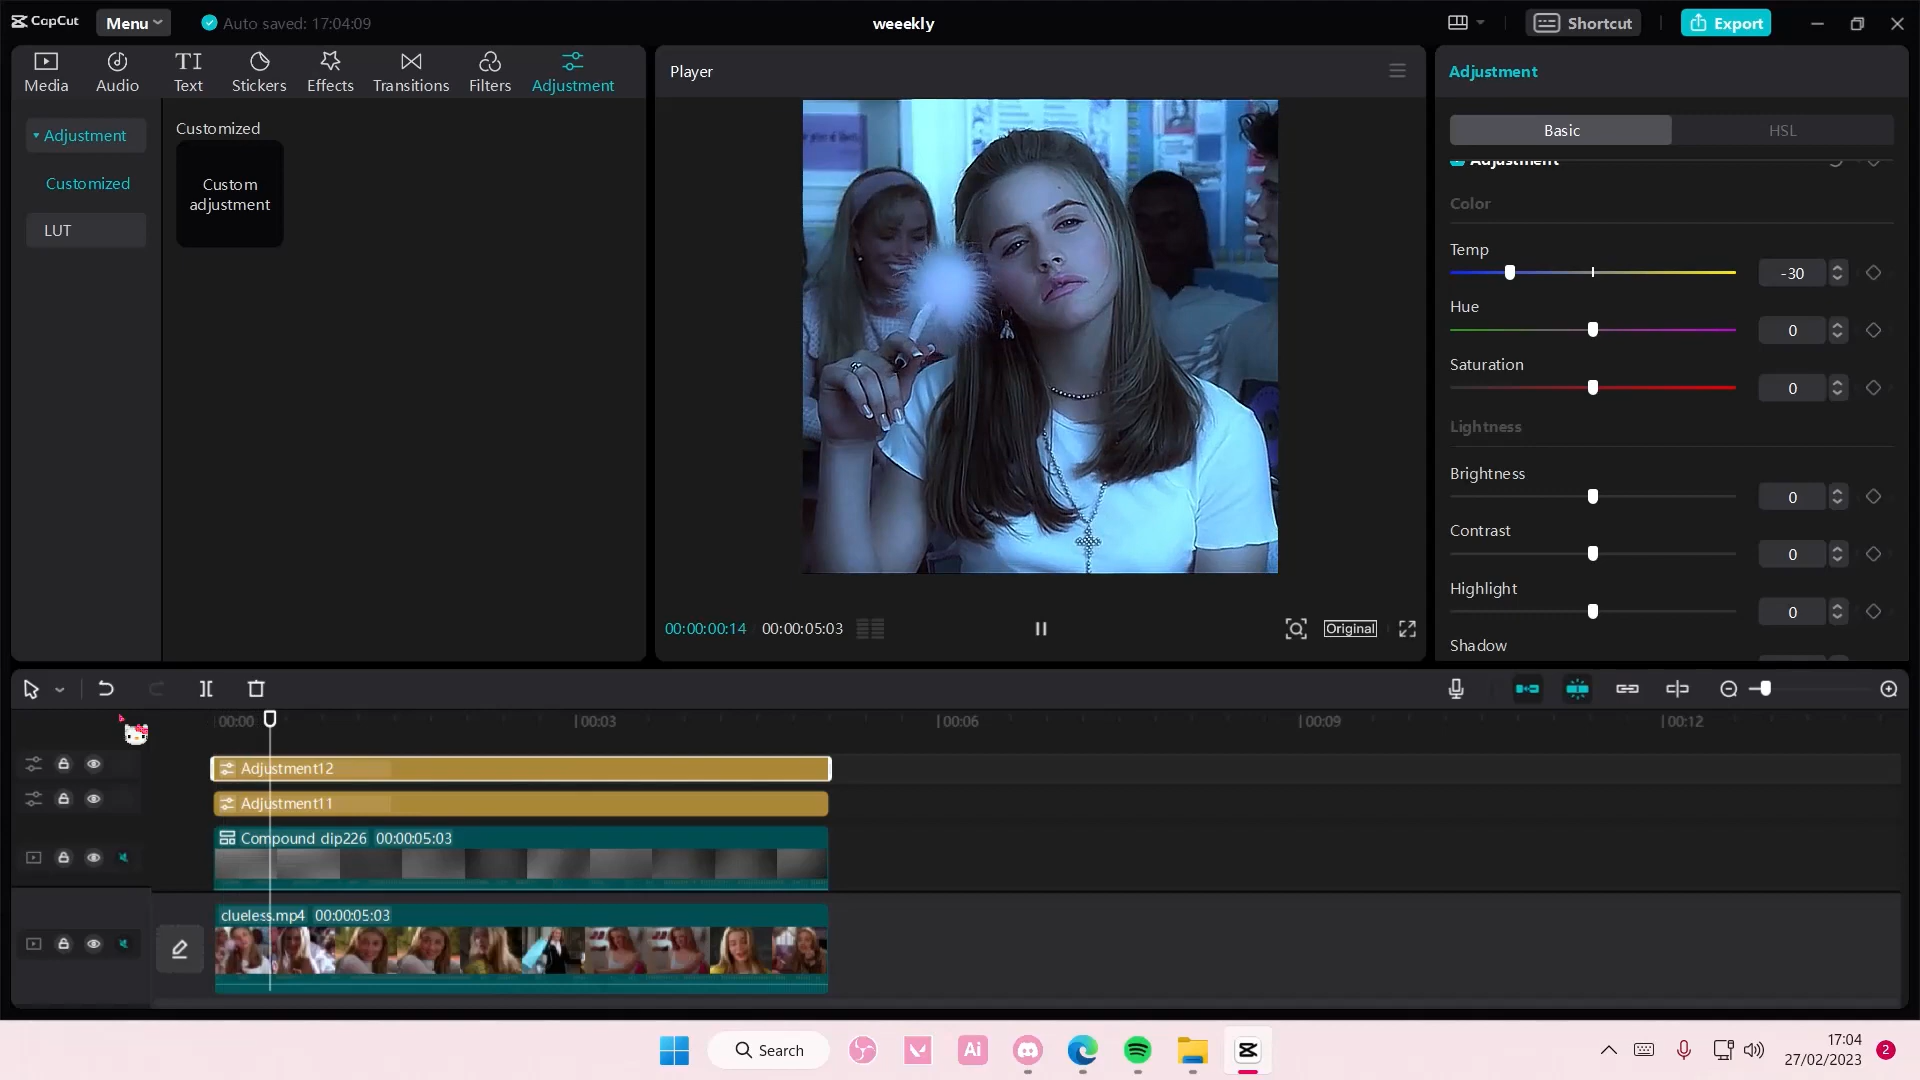 CapCut
Menu
Auto saved: 17:04:09
weeekly
Shortcut
Export
Media
Audio
TI
Text
Stickers
Effects
Transitions
Filters
Adjustment
Adjustment
Customized
LUT
Customized
Custom
adjustment
Player
00:00:00:14
00:00:05:03
Original
Adjustment
Basic
HSL
Adjustment
Color
Temp
-30
Hue
0
Saturation
0
Lightness
Brightness
0
Contrast
0
Highlight
0
Shadow
00:00
00:03
00:06
00:09
00:12
Adjustment12
Adjustment11
Compound clip226 00:00:05:03
clueless.mp4 00:00:05:03
Search
Ai
17:04
27/02/2023
2